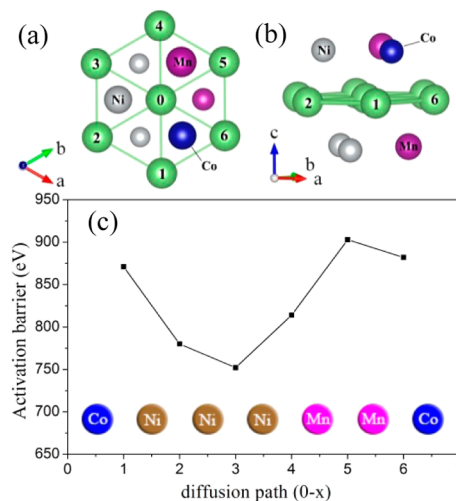 (a)
4
3
Mn
5
Ni
0
2
6
1
Co
b
a
(b)
Ni
Co
2
1
6
c
b
a
(c)
Activation barrier (eV)
950
900
850
800
750
700
650
Co Ni Ni Ni Mn Mn Co
0 1 2 3 4 5 6
diffusion path (0-x)